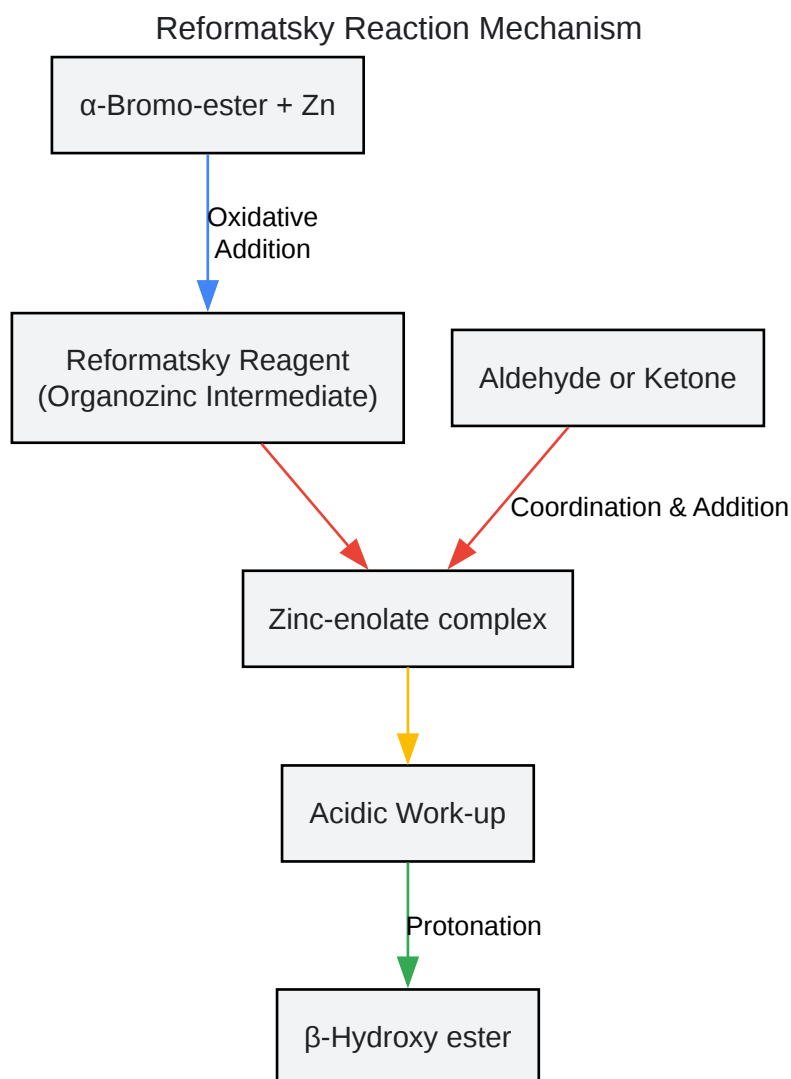 Reformatsky Reaction Mechanism
α-Bromo-ester + Zn
Oxidative
Addition
Reformatsky Reagent
(Organozinc Intermediate)
Aldehyde or Ketone
Coordination & Addition
Zinc-enolate complex
Acidic Work-up
Protonation
β-Hydroxy ester